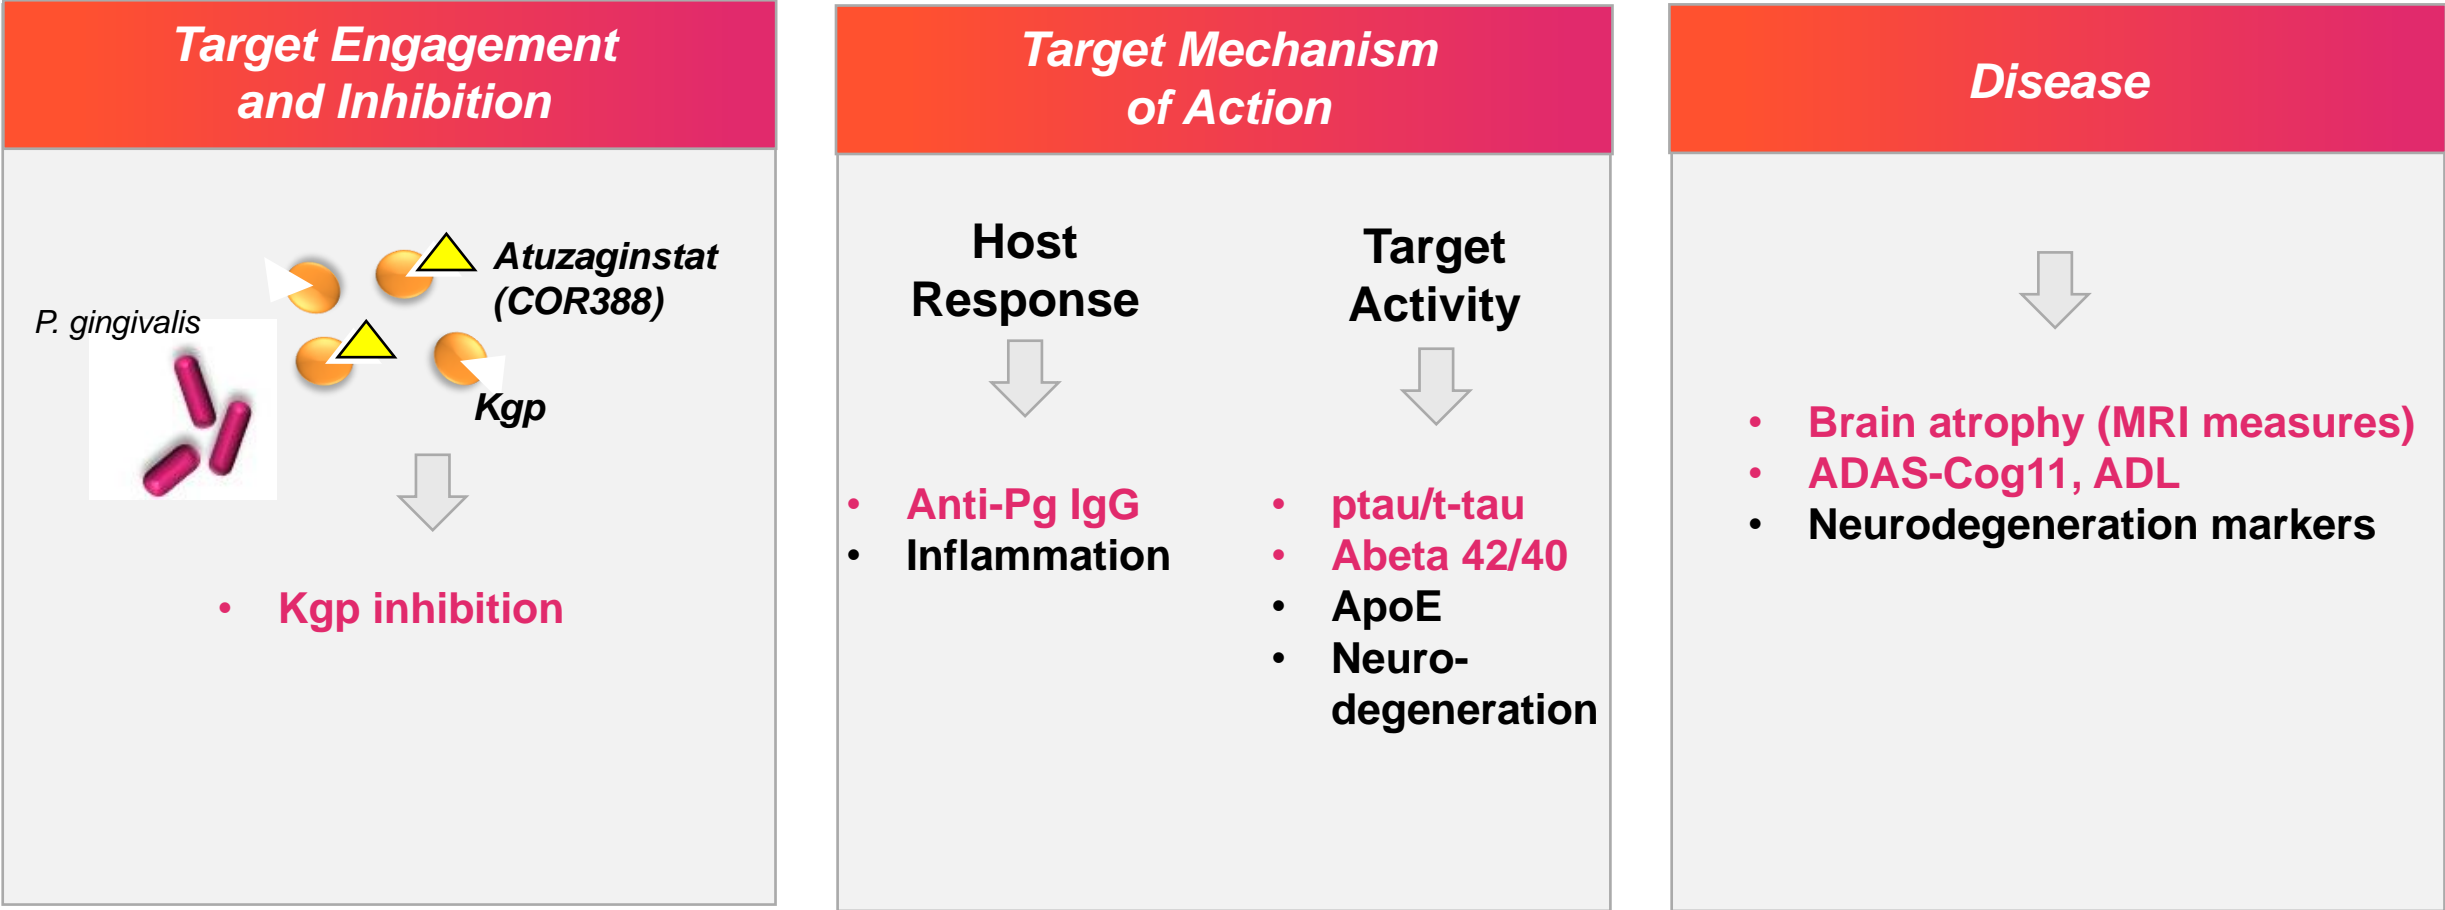 Target Engagement
and Inhibition
Atuzaginstat
(COR388)
P. gingivalis
Kgp
• Kgp inhibition
Target Mechanism
of Action
Host
Response
• Anti-Pg IgG
• Inflammation
Target
Activity
• ptau/t-tau
• Abeta 42/40
• ApoE
• Neuro-
degeneration
Disease
• Brain atrophy (MRI measures)
• ADAS-Cog11, ADL
• Neurodegeneration markers